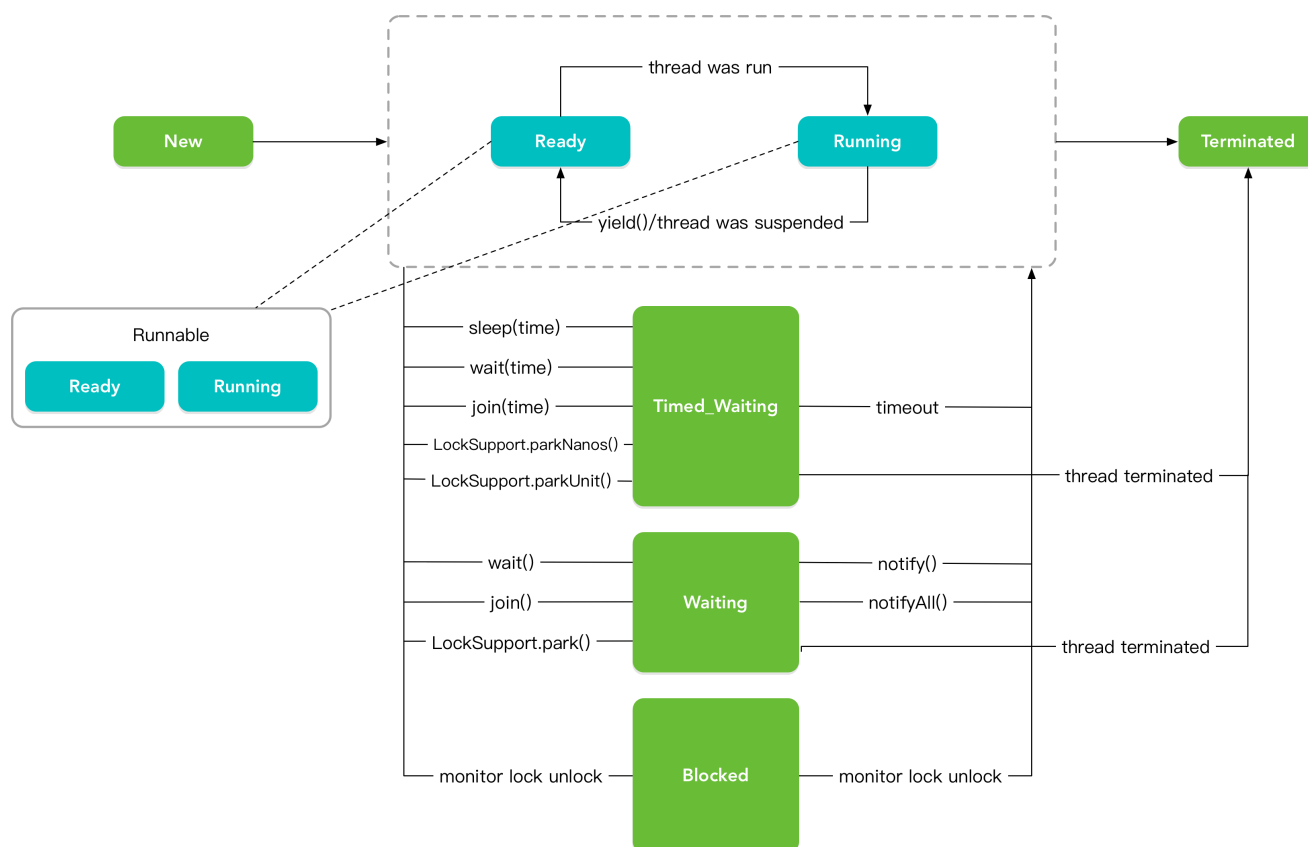 thread was run
New
Ready
Running
Terminated
yield()/thread was suspended
Runnable
Ready
Running
sleep(time)
wait(time)
join(time)
LockSupport.parkNanos()
LockSupport.parkUnit()
Timed_Waiting
timeout
thread terminated
wait()
join()
LockSupport.park()
Waiting
notify()
notifyAll()
thread terminated
monitor lock unlock
Blocked
monitor lock unlock